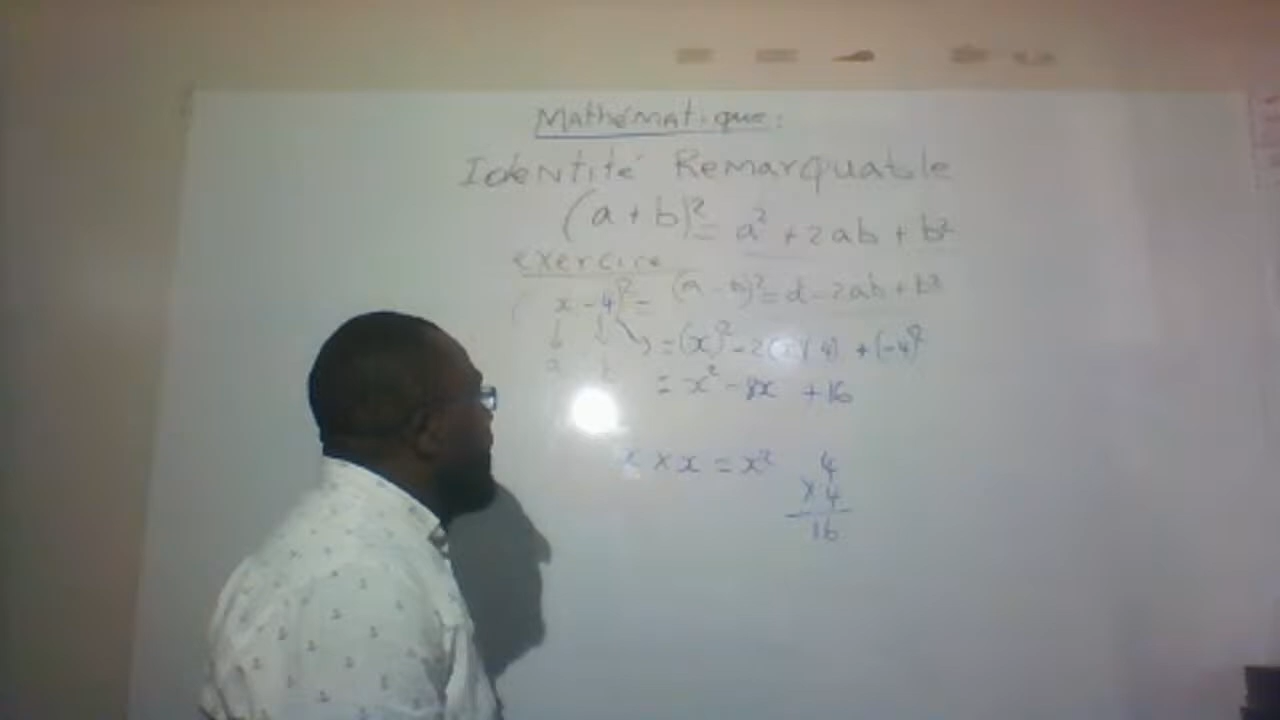 Mathématique:
Identité Remarquable
(a + b)² = a² + 2ab + b²
exercice
(x - 4)² = (a - b)² = a² - 2ab + b²
a b = (x)² - 2(x)(4) + (-4)²
= x² - 8x + 16
x × x = x² 4
× 4
16